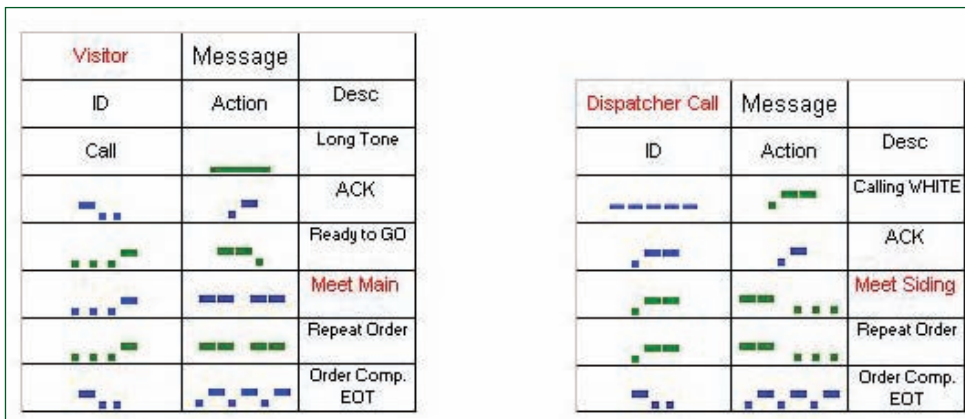 Visitor Message
ID Action Desc
Call Long Tone
ACK
Ready to GO
Meet Main
Repeat Order
Order Comp.
EOT
Dispatcher Call Message
ID Action Desc
Calling WHITE
ACK
Meet Siding
Repeat Order
Order Comp.
EOT